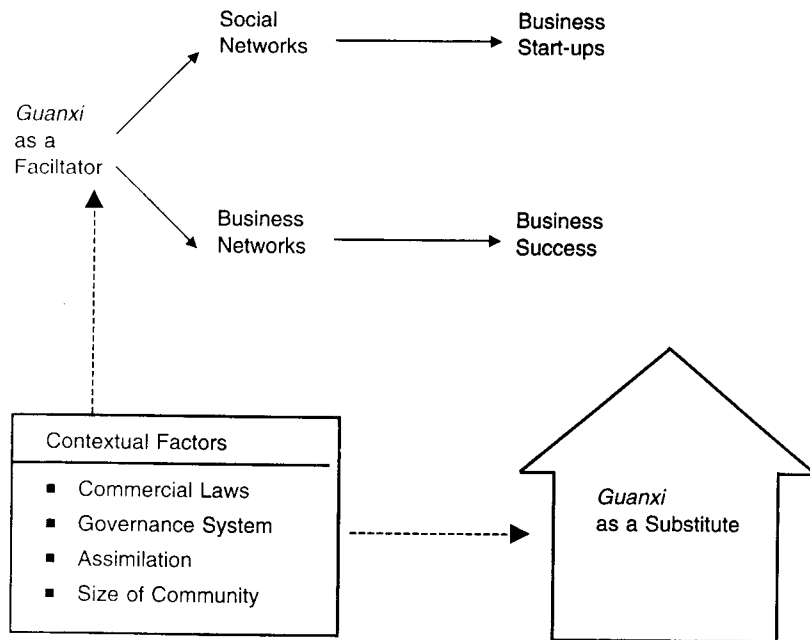 Social
Networks
Business
Start-ups
Guanxi
as a
Faciltator
Business
Networks
Business
Success
Contextual Factors
▪ Commercial Laws
▪ Governance System
▪ Assimilation
▪ Size of Community
Guanxi
as a Substitute